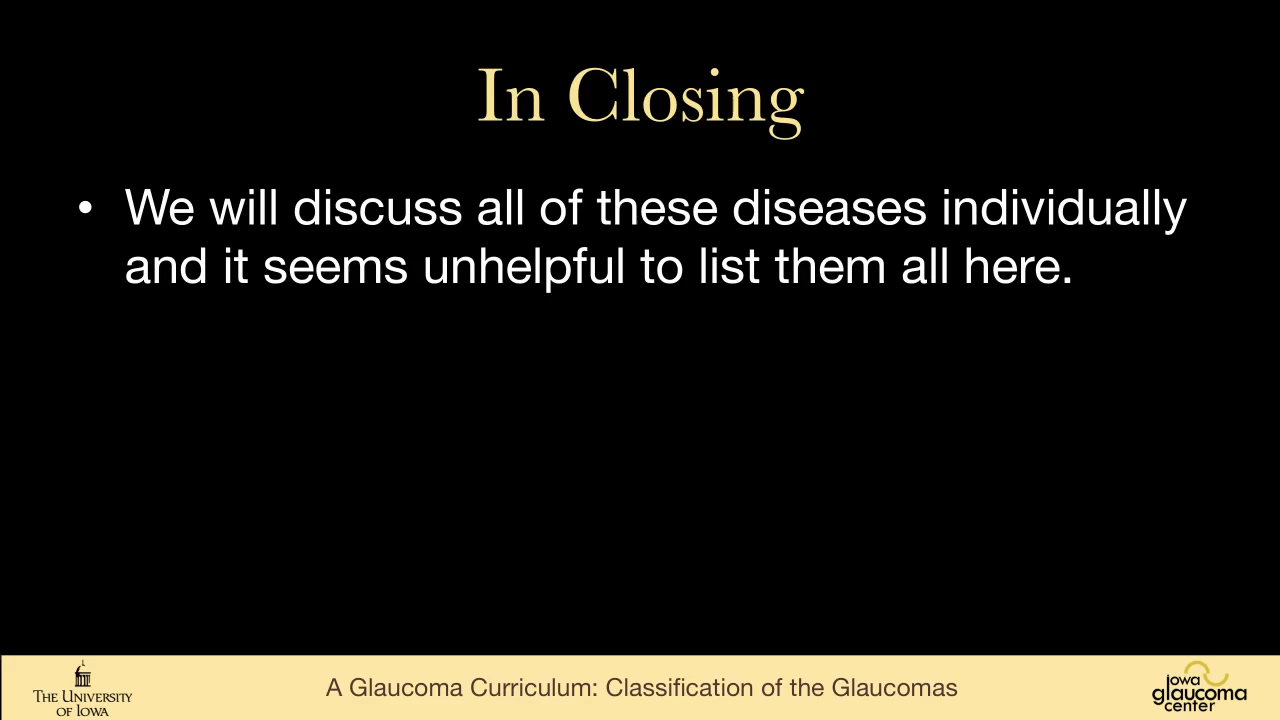 In Closing
• We will discuss all of these diseases individually
and it seems unhelpful to list them all here.
THE UNIVERSITY
OF IOWA
A Glaucoma Curriculum: Classification of the Glaucomas
Iowa
glaucoma
center